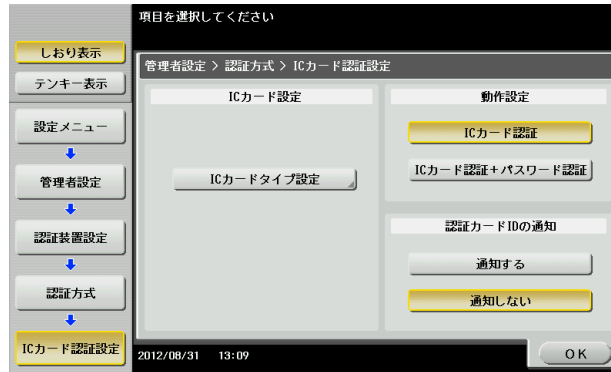 項目を選択してください
しおり表示
テンキー表示
設定メニュー
管理者設定
認証装置設定
認証方式
ICカード認証設定
管理者設定 > 認証方式 > ICカード認証設定
ICカード設定
ICカードタイプ設定
動作設定
ICカード認証
ICカード認証+パスワード認証
認証カードIDの通知
通知する
通知しない
2012/08/31 13:09
OK